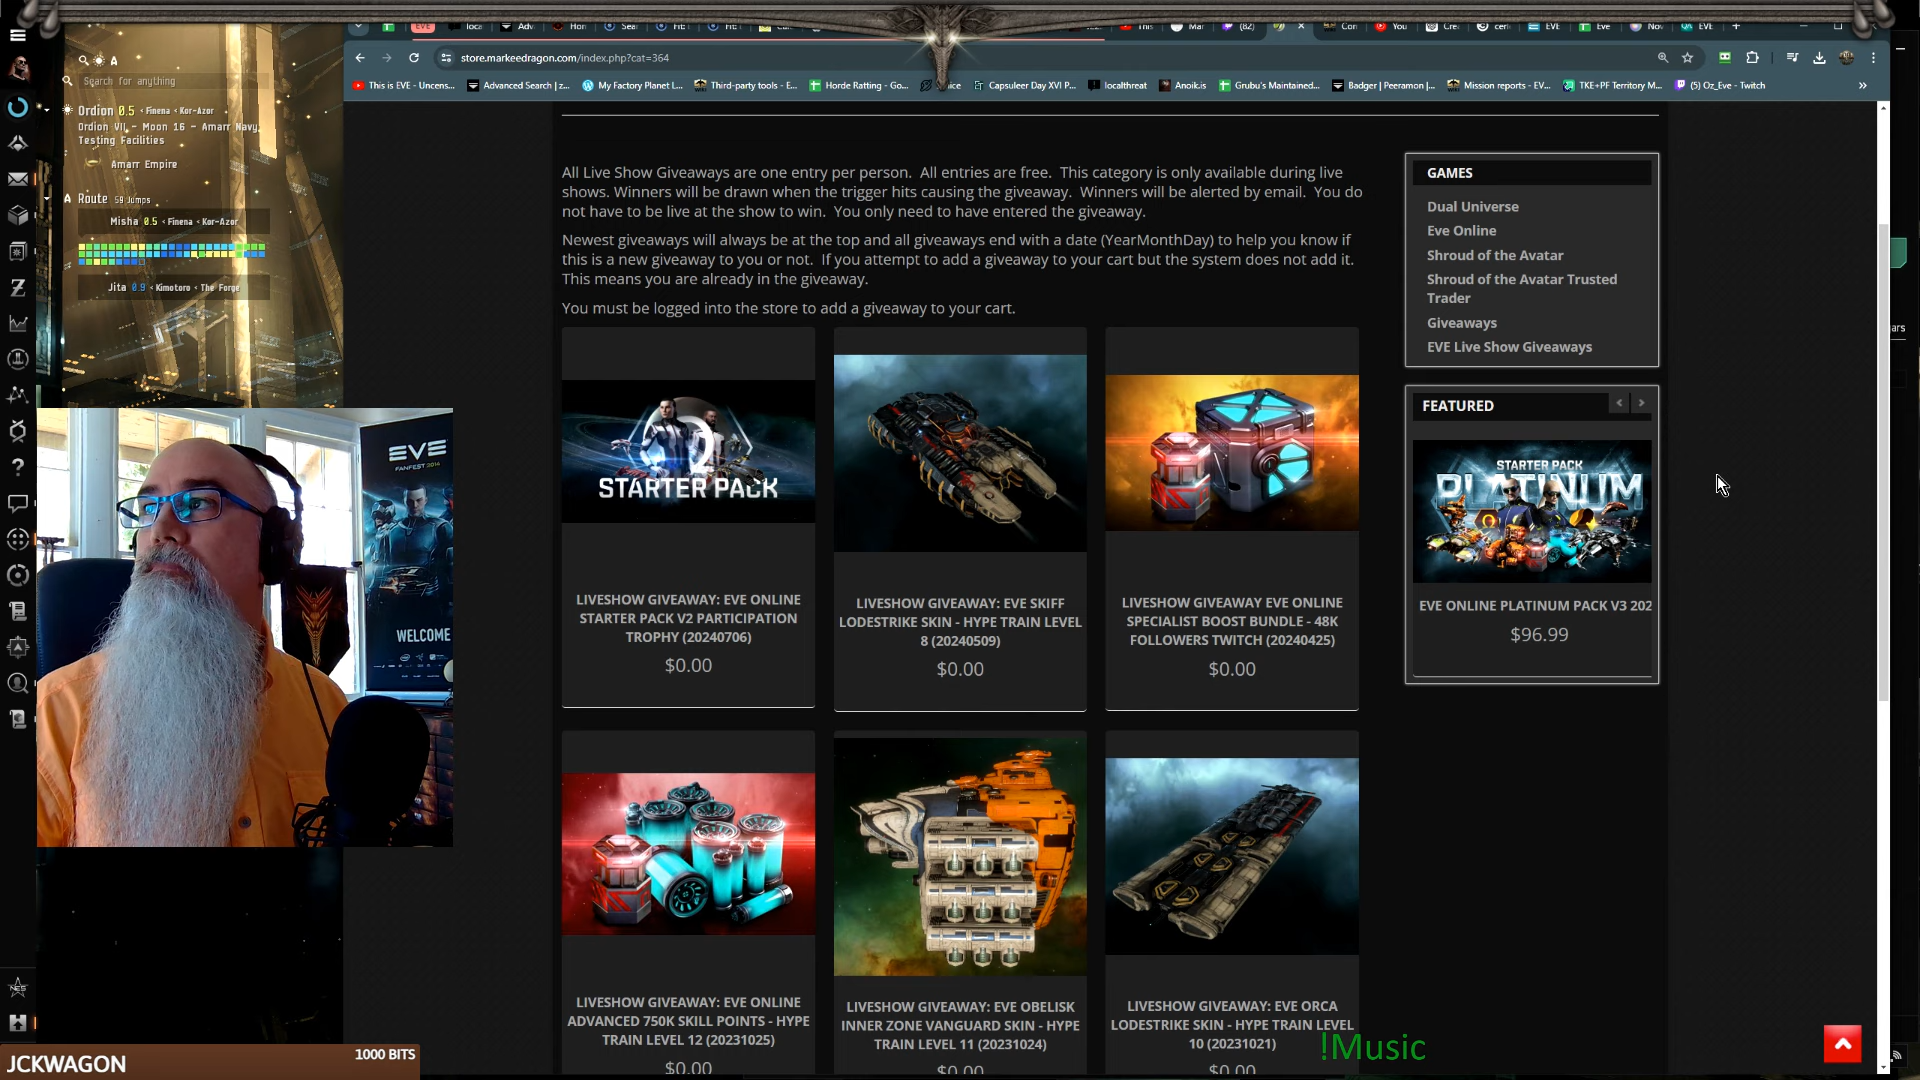 EVE
(82)
EVE
store.markeedragon.com/index.php?cat=364
This is EVE - Uncens...
Advanced Search | z...
My Factory Planet L...
Third-party tools - E...
Horde Ratting - Go...
Capsuleer Day XVI P...
localthreat
Anoik.is
Grubu's Maintained...
Badger | Peeramon |...
Mission reports - EV...
TKE+PF Territory M...
(5) Oz_Eve - Twitch
A
Search for anything
Ordion 0.5 < Finena < Kor-Azor
Ordion VII - Moon 16 - Amarr Navy
Testing Facilities
Amarr Empire
Route 59 Jumps
Misha 0.5 < Finena < Kor-Azor
Jita 0.9 < Kimotoro < The Forge
All Live Show Giveaways are one entry per person. All entries are free. This category is only available during live
shows. Winners will be drawn when the trigger hits causing the giveaway. Winners will be alerted by email. You do
not have to be live at the show to win. You only need to have entered the giveaway.
Newest giveaways will always be at the top and all giveaways end with a date (YearMonthDay) to help you know if
this is a new giveaway to you or not. If you attempt to add a giveaway to your cart but the system does not add it.
This means you are already in the giveaway.
You must be logged into the store to add a giveaway to your cart.
GAMES
Dual Universe
Eve Online
Shroud of the Avatar
Shroud of the Avatar Trusted
Trader
Giveaways
EVE Live Show Giveaways
FEATURED
STARTER PACK
PLATINUM
EVE ONLINE PLATINUM PACK V3 202
$96.99
STARTER PACK
LIVESHOW GIVEAWAY: EVE ONLINE
STARTER PACK V2 PARTICIPATION
TROPHY (20240706)
$0.00
LIVESHOW GIVEAWAY: EVE SKIFF
LODESTRIKE SKIN - HYPE TRAIN LEVEL
8 (20240509)
$0.00
LIVESHOW GIVEAWAY EVE ONLINE
SPECIALIST BOOST BUNDLE - 48K
FOLLOWERS TWITCH (20240425)
$0.00
LIVESHOW GIVEAWAY: EVE ONLINE
ADVANCED 750K SKILL POINTS - HYPE
TRAIN LEVEL 12 (20231025)
$0.00
LIVESHOW GIVEAWAY: EVE OBELISK
INNER ZONE VANGUARD SKIN - HYPE
TRAIN LEVEL 11 (20231024)
$0.00
LIVESHOW GIVEAWAY: EVE ORCA
LODESTRIKE SKIN - HYPE TRAIN LEVEL
10 (20231021)
$0.00
!Music
EVE
FANFEST 2014
WELCOME
JCKWAGON
1000 BITS